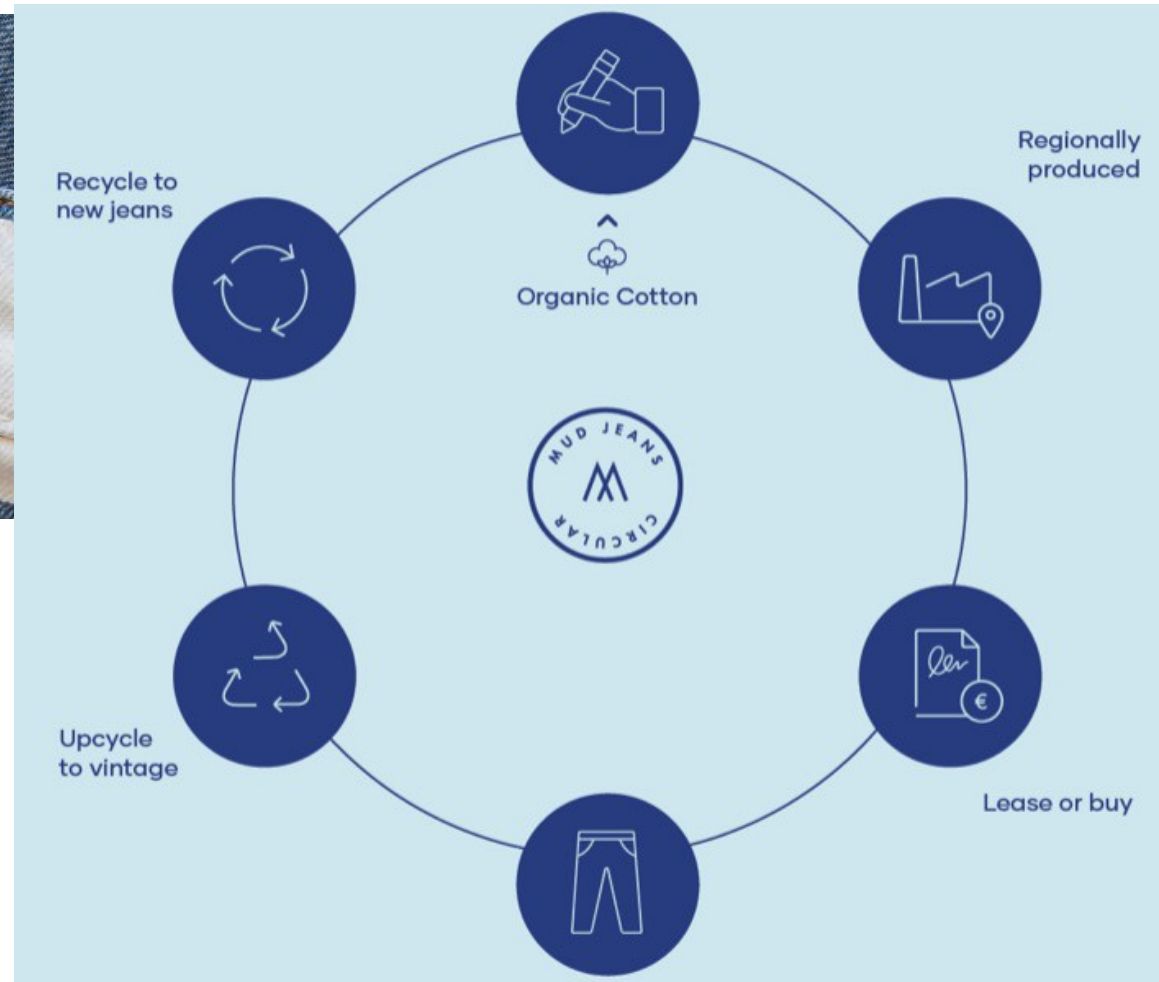 Regionally
produced
Recycle to
new jeans
Organic Cotton
MUD JEANS
CIRCULAR
€
Upcycle
to vintage
Lease or buy